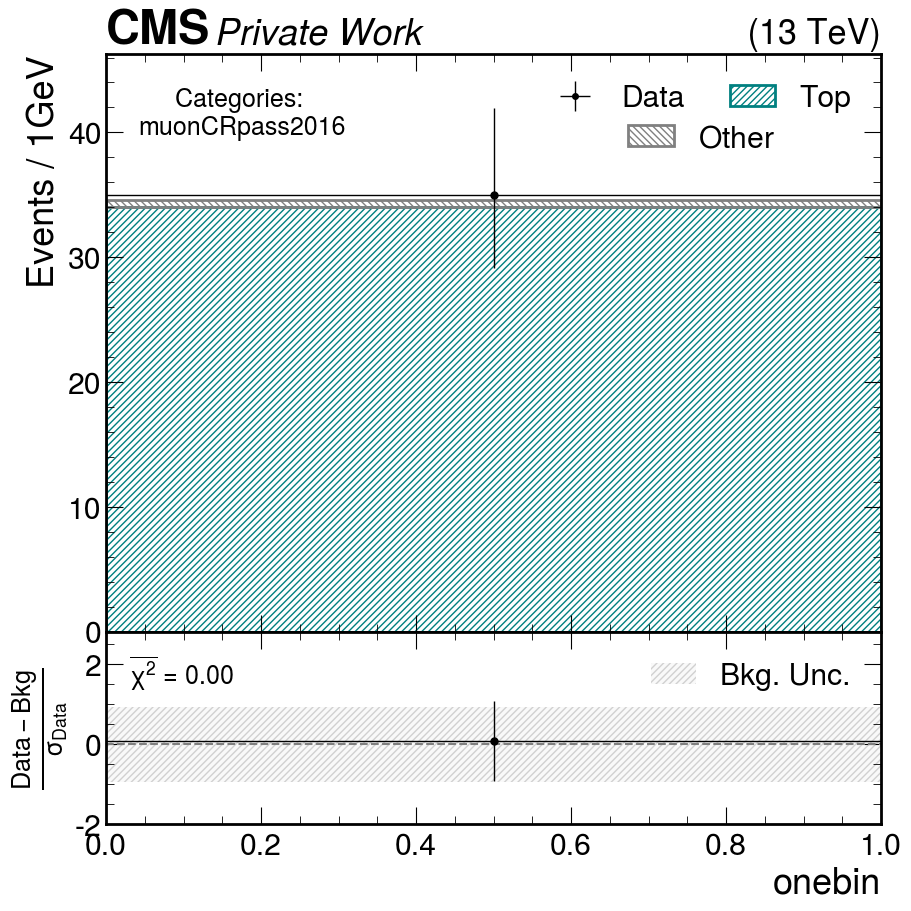 CMS Private Work (13 TeV)
Events / 1GeV
Categories:
muonCRpass2016
Data Top
Other
40
30
20
10
0
χ² = 0.00
Bkg. Unc.
Data – Bkg
σData
2
0
-2
0.0 0.2 0.4 0.6 0.8 1.0
onebin